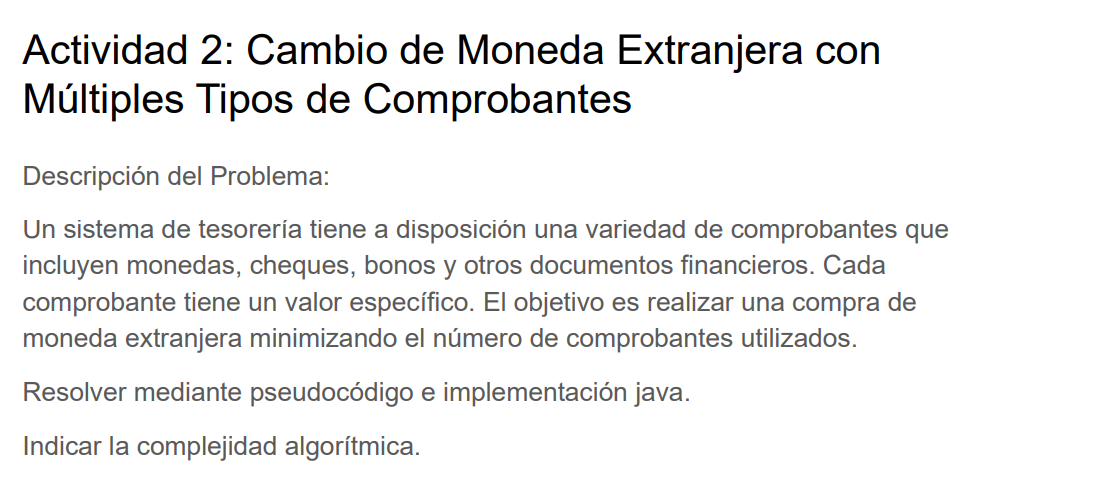 Actividad 2: Cambio de Moneda Extranjera con
Múltiples Tipos de Comprobantes
Descripción del Problema:
Un sistema de tesorería tiene a disposición una variedad de comprobantes que
incluyen monedas, cheques, bonos y otros documentos financieros. Cada
comprobante tiene un valor específico. El objetivo es realizar una compra de
moneda extranjera minimizando el número de comprobantes utilizados.
Resolver mediante pseudocódigo e implementación java.
Indicar la complejidad algorítmica.